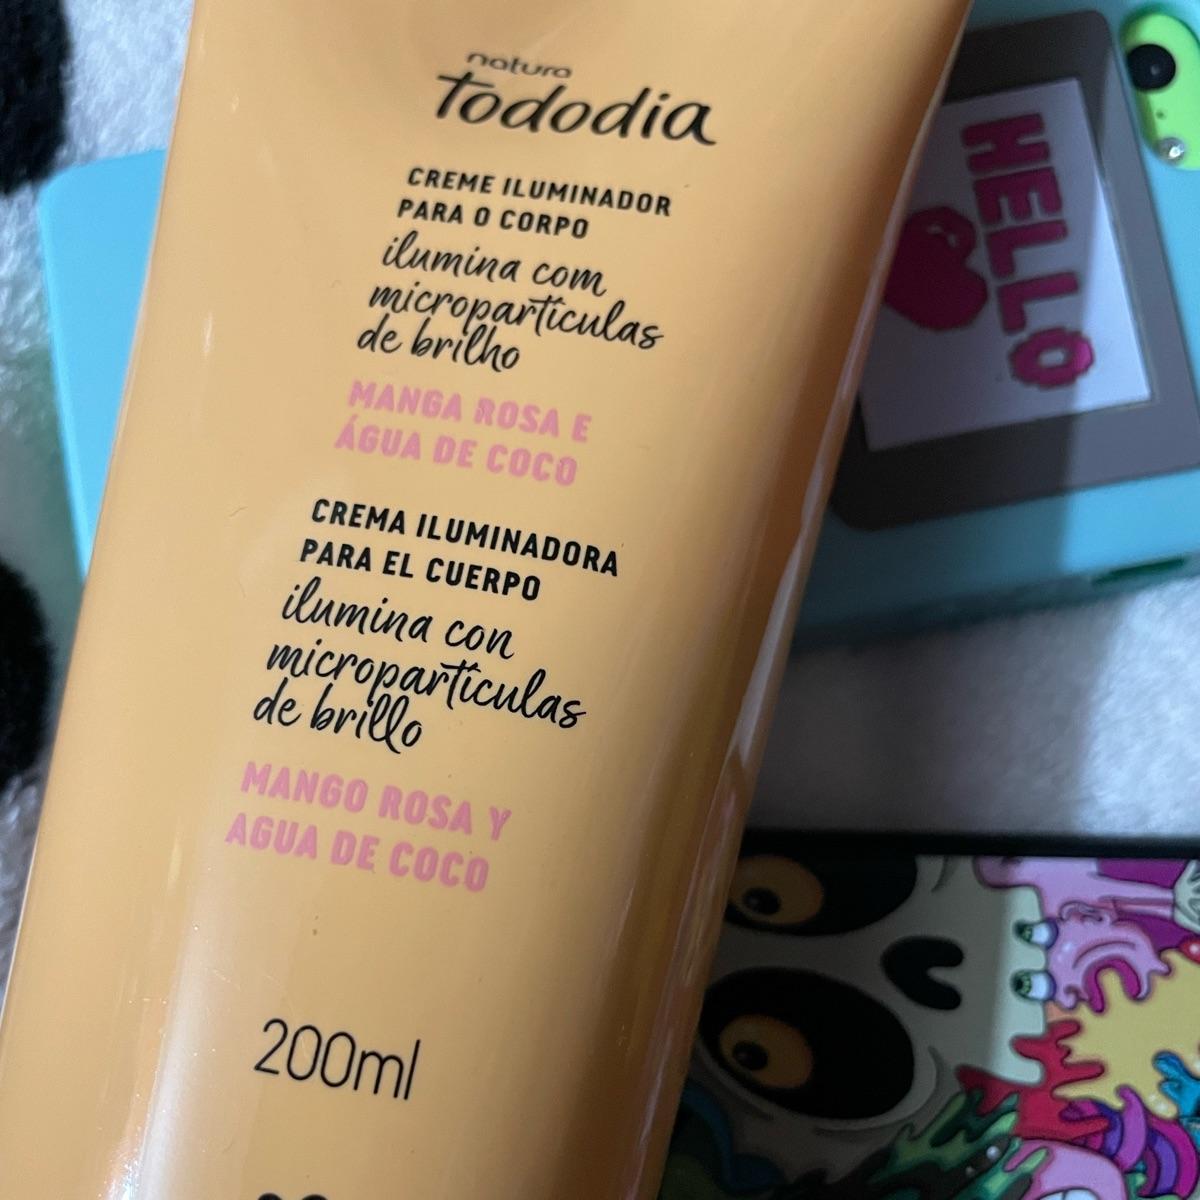 natura
Tododia
CREME ILUMINADOR
PARA O CORPO
ilumina com
micropartículas
de brilho
MANGA ROSA E
ÁGUA DE COCO
CREMA ILUMINADORA
PARA EL CUERPO
ilumina con
micropartículas
de brillo
MANGO ROSA Y
AGUA DE COCO
200ml
HELLO